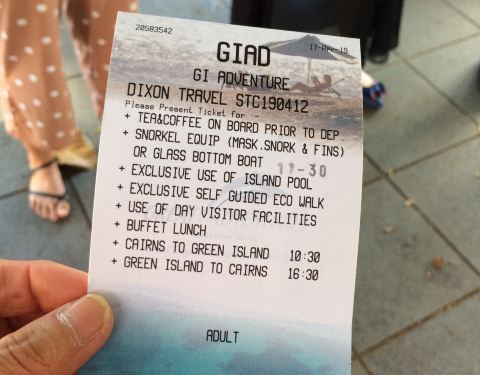 20583542 17-Apr-19
GIAD
GI ADVENTURE
DIXON TRAVEL STC190412
Please Present Ticket for :-
+ TEA&COFFEE ON BOARD PRIOR TO DEP.
+ SNORKEL EQUIP (MASK.SNORK & FINS)
OR GLASS BOTTOM BOAT 11-30
+ EXCLUSIVE USE OF ISLAND POOL
+ EXCLUSIVE SELF GUIDED ECO WALK
+ USE OF DAY VISITOR FACILITIES
+ BUFFET LUNCH
+ CAIRNS TO GREEN ISLAND 10:30
+ GREEN ISLAND TO CAIRNS 16:30
ADULT